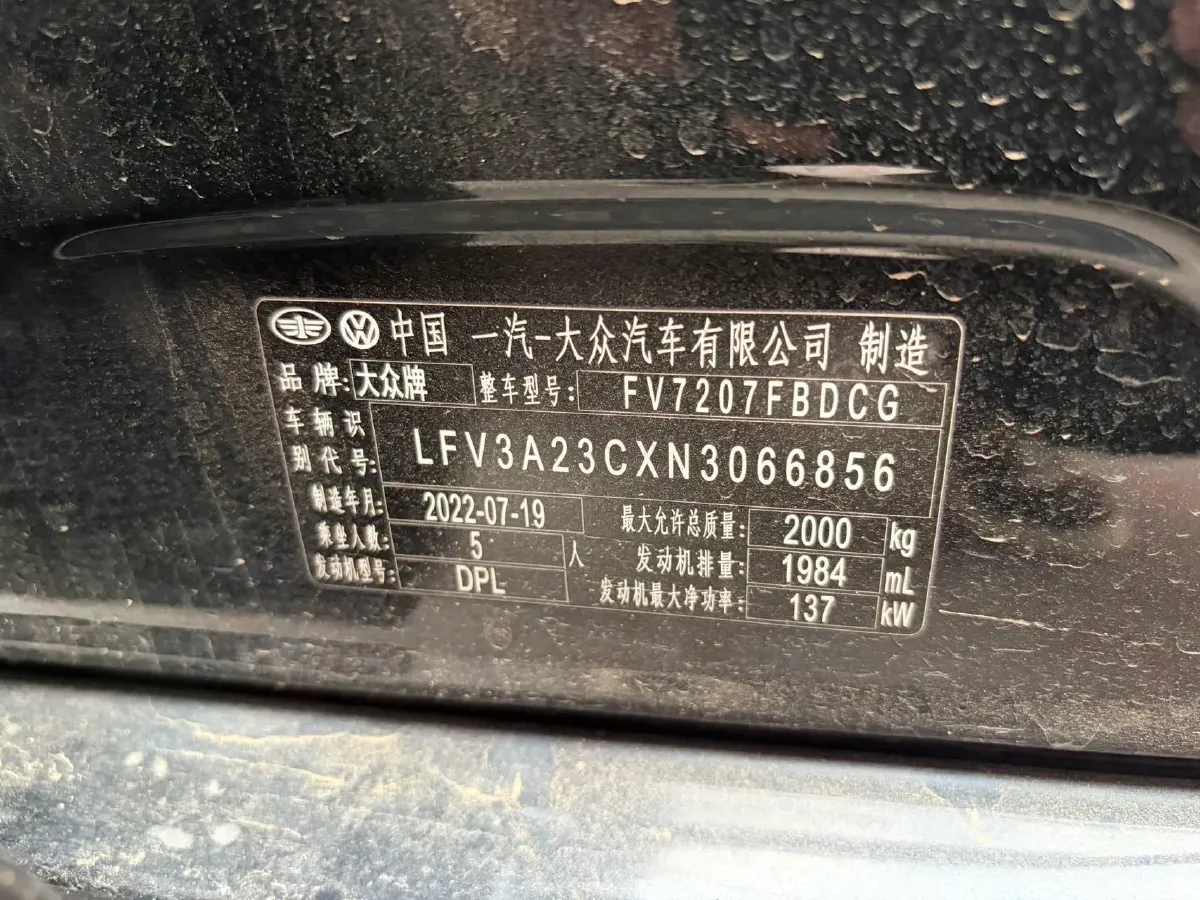 中国 一汽-大众汽车有限公司 制造
品牌:大众牌 整车型号: FV7207FBDCG
车辆识别代号: LFV3A23CXN3066856
制造年月: 2022-07-19 最大允许总质量: 2000 kg
乘坐人数: 5 人 发动机排量: 1984 mL
发动机型号: DPL 发动机最大净功率: 137 kW